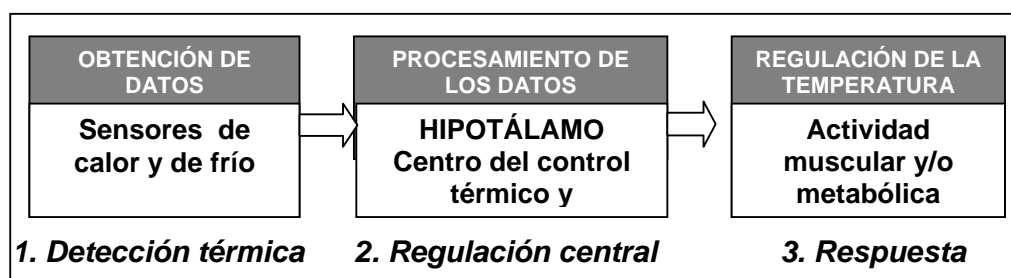 OBTENCIÓN DE
DATOS
Sensores de
calor y de frío
PROCESAMIENTO DE
LOS DATOS
HIPOTÁLAMO
Centro del control
térmico y
REGULACIÓN DE LA
TEMPERATURA
Actividad
muscular y/o
metabólica
1. Detección térmica
2. Regulación central
3. Respuesta